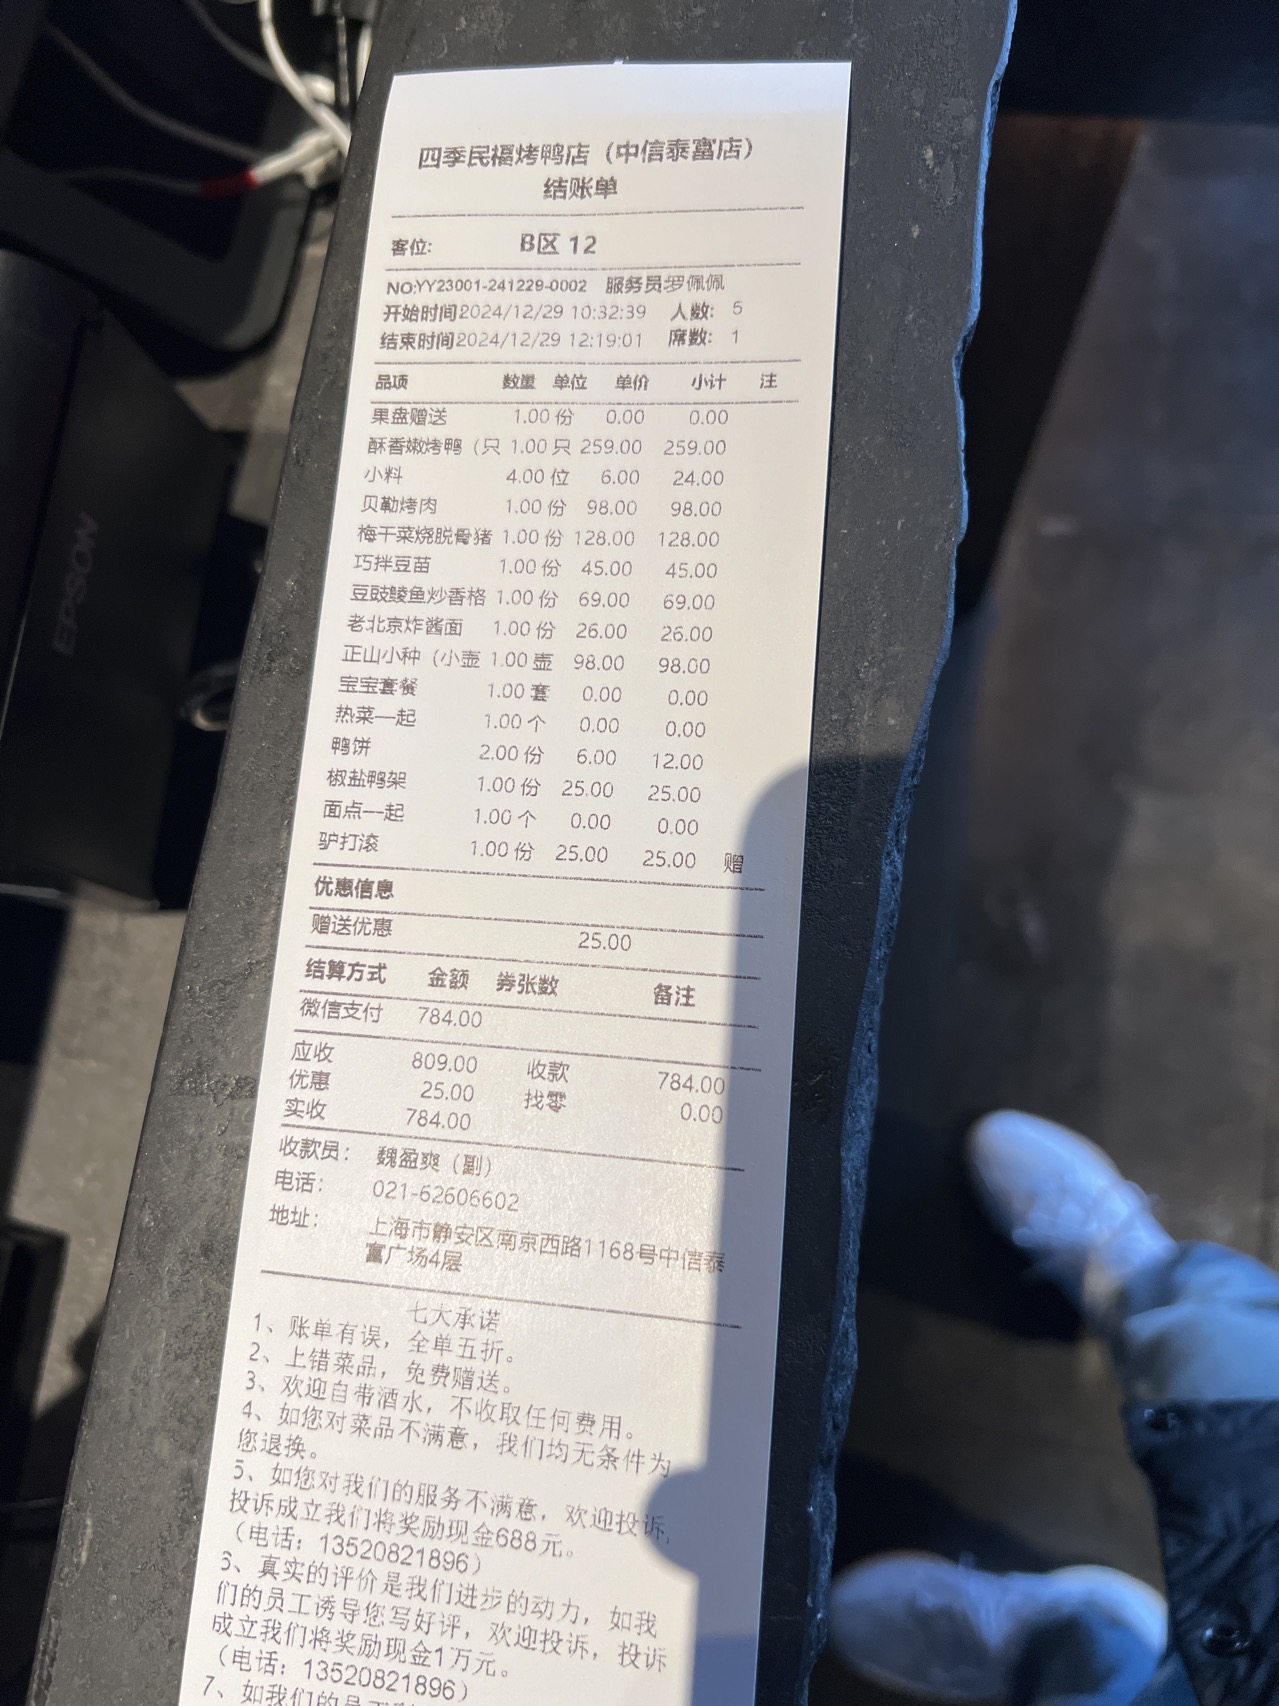 四季民福烤鸭店（中信泰富店）
结账单
客位: B区 12
NO:YY23001-241229-0002 服务员罗佩佩
开始时间2024/12/29 10:32:39 人数: 5
结束时间2024/12/29 12:19:01 席数: 1
品项 数量 单位 单价 小计 注
果盘赠送 1.00 份 0.00 0.00
酥香嫩烤鸭（只 1.00 只 259.00 259.00
小料 4.00 位 6.00 24.00
贝勒烤肉 1.00 份 98.00 98.00
梅干菜烧脱骨猪 1.00 份 128.00 128.00
巧拌豆苗 1.00 份 45.00 45.00
豆豉鲮鱼炒香格 1.00 份 69.00 69.00
老北京炸酱面 1.00 份 26.00 26.00
正山小种（小壶 1.00 壶 98.00 98.00
宝宝套餐 1.00 套 0.00 0.00
热菜一起 1.00 个 0.00 0.00
鸭饼 2.00 份 6.00 12.00
椒盐鸭架 1.00 份 25.00 25.00
面点一起 1.00 个 0.00 0.00
驴打滚 1.00 份 25.00 25.00 赠
优惠信息
赠送优惠 25.00
结算方式 金额 券张数 备注
微信支付 784.00
应收 809.00 收款 784.00
优惠 25.00 找零 0.00
实收 784.00
收款员: 魏盈爽（副）
电话: 021-62606602
地址: 上海市静安区南京西路1168号中信泰
富广场4层
七大承诺
1、账单有误，全单五折。
2、上错菜品，免费赠送。
3、欢迎自带酒水，不收取任何费用。
4、如您对菜品不满意，我们均无条件为
您退换。
5、如您对我们的服务不满意，欢迎投诉,
投诉成立我们将奖励现金688元。
（电话: 13520821896）
6、真实的评价是我们进步的动力，如我
们的员工诱导您写好评，欢迎投诉，投诉
成立我们将奖励现金1万元。
（电话: 13520821896）
7、如我们的员工
EPSON